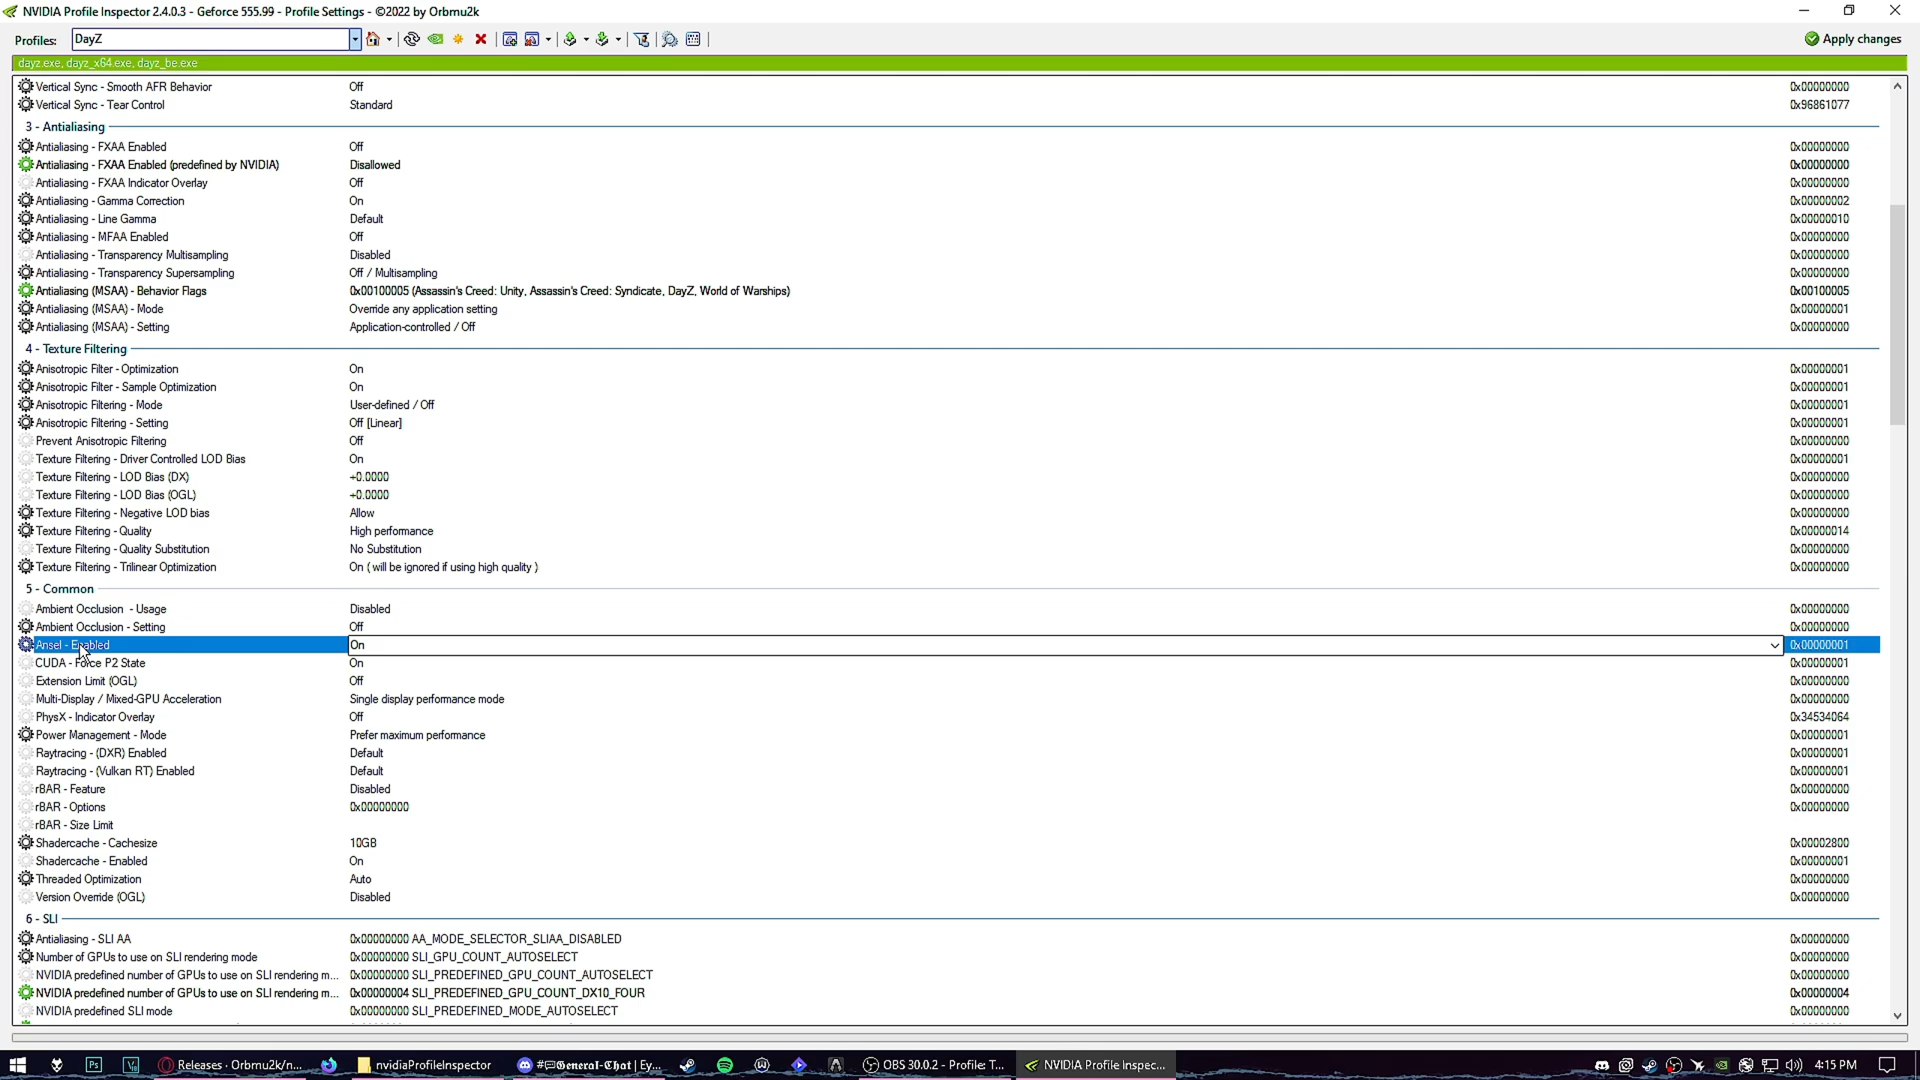 NVIDIA Profile Inspector 2.4.0.3 - Geforce 555.99 - Profile Settings - ©2022 by Orbmu2k
Profiles: DayZ Apply changes
dayz.exe, dayz_x64.exe, dayz_be.exe
Vertical Sync - Smooth AFR Behavior Off 0x00000000
Vertical Sync - Tear Control Standard 0x96861077
3 - Antialiasing
Antialiasing - FXAA Enabled Off 0x00000000
Antialiasing - FXAA Enabled (predefined by NVIDIA) Disallowed 0x00000000
Antialiasing - FXAA Indicator Overlay Off 0x00000000
Antialiasing - Gamma Correction On 0x00000002
Antialiasing - Line Gamma Default 0x00000010
Antialiasing - MFAA Enabled Off 0x00000000
Antialiasing - Transparency Multisampling Disabled 0x00000000
Antialiasing - Transparency Supersampling Off / Multisampling 0x00000000
Antialiasing (MSAA) - Behavior Flags 0x00100005 (Assassin's Creed: Unity, Assassin's Creed: Syndicate, DayZ, World of Warships) 0x00100005
Antialiasing (MSAA) - Mode Override any application setting 0x00000001
Antialiasing (MSAA) - Setting Application-controlled / Off 0x00000000
4 - Texture Filtering
Anisotropic Filter - Optimization On 0x00000001
Anisotropic Filter - Sample Optimization On 0x00000001
Anisotropic Filtering - Mode User-defined / Off 0x00000001
Anisotropic Filtering - Setting Off [Linear] 0x00000001
Prevent Anisotropic Filtering Off 0x00000000
Texture Filtering - Driver Controlled LOD Bias On 0x00000001
Texture Filtering - LOD Bias (DX) +0.0000 0x00000000
Texture Filtering - LOD Bias (OGL) +0.0000 0x00000000
Texture Filtering - Negative LOD bias Allow 0x00000000
Texture Filtering - Quality High performance 0x00000014
Texture Filtering - Quality Substitution No Substitution 0x00000000
Texture Filtering - Trilinear Optimization On ( will be ignored if using high quality ) 0x00000000
5 - Common
Ambient Occlusion - Usage Disabled 0x00000000
Ambient Occlusion - Setting Off 0x00000000
Ansel - Enabled On 0x00000001
CUDA - Force P2 State On 0x00000001
Extension Limit (OGL) Off 0x00000000
Multi-Display / Mixed-GPU Acceleration Single display performance mode 0x00000000
PhysX - Indicator Overlay Off 0x34534064
Power Management - Mode Prefer maximum performance 0x00000001
Raytracing - (DXR) Enabled Default 0x00000001
Raytracing - (Vulkan RT) Enabled Default 0x00000001
rBAR - Feature Disabled 0x00000000
rBAR - Options 0x00000000 0x00000000
rBAR - Size Limit
Shadercache - Cachesize 10GB 0x00002800
Shadercache - Enabled On 0x00000001
Threaded Optimization Auto 0x00000000
Version Override (OGL) Disabled 0x00000000
6 - SLI
Antialiasing - SLI AA 0x00000000 AA_MODE_SELECTOR_SLIAA_DISABLED 0x00000000
Number of GPUs to use on SLI rendering mode 0x00000000 SLI_GPU_COUNT_AUTOSELECT 0x00000000
NVIDIA predefined number of GPUs to use on SLI rendering m... 0x00000000 SLI_PREDEFINED_GPU_COUNT_AUTOSELECT 0x00000000
NVIDIA predefined number of GPUs to use on SLI rendering m... 0x00000004 SLI_PREDEFINED_GPU_COUNT_DX10_FOUR 0x00000004
NVIDIA predefined SLI mode 0x00000000 SLI_PREDEFINED_MODE_AUTOSELECT 0x00000000
Ps Releases - Orbmu2k/n... nvidiaProfileInspector General-Chat | Ey... OBS 30.0.2 - Profile: T... NVIDIA Profile Inspec... 4:15 PM